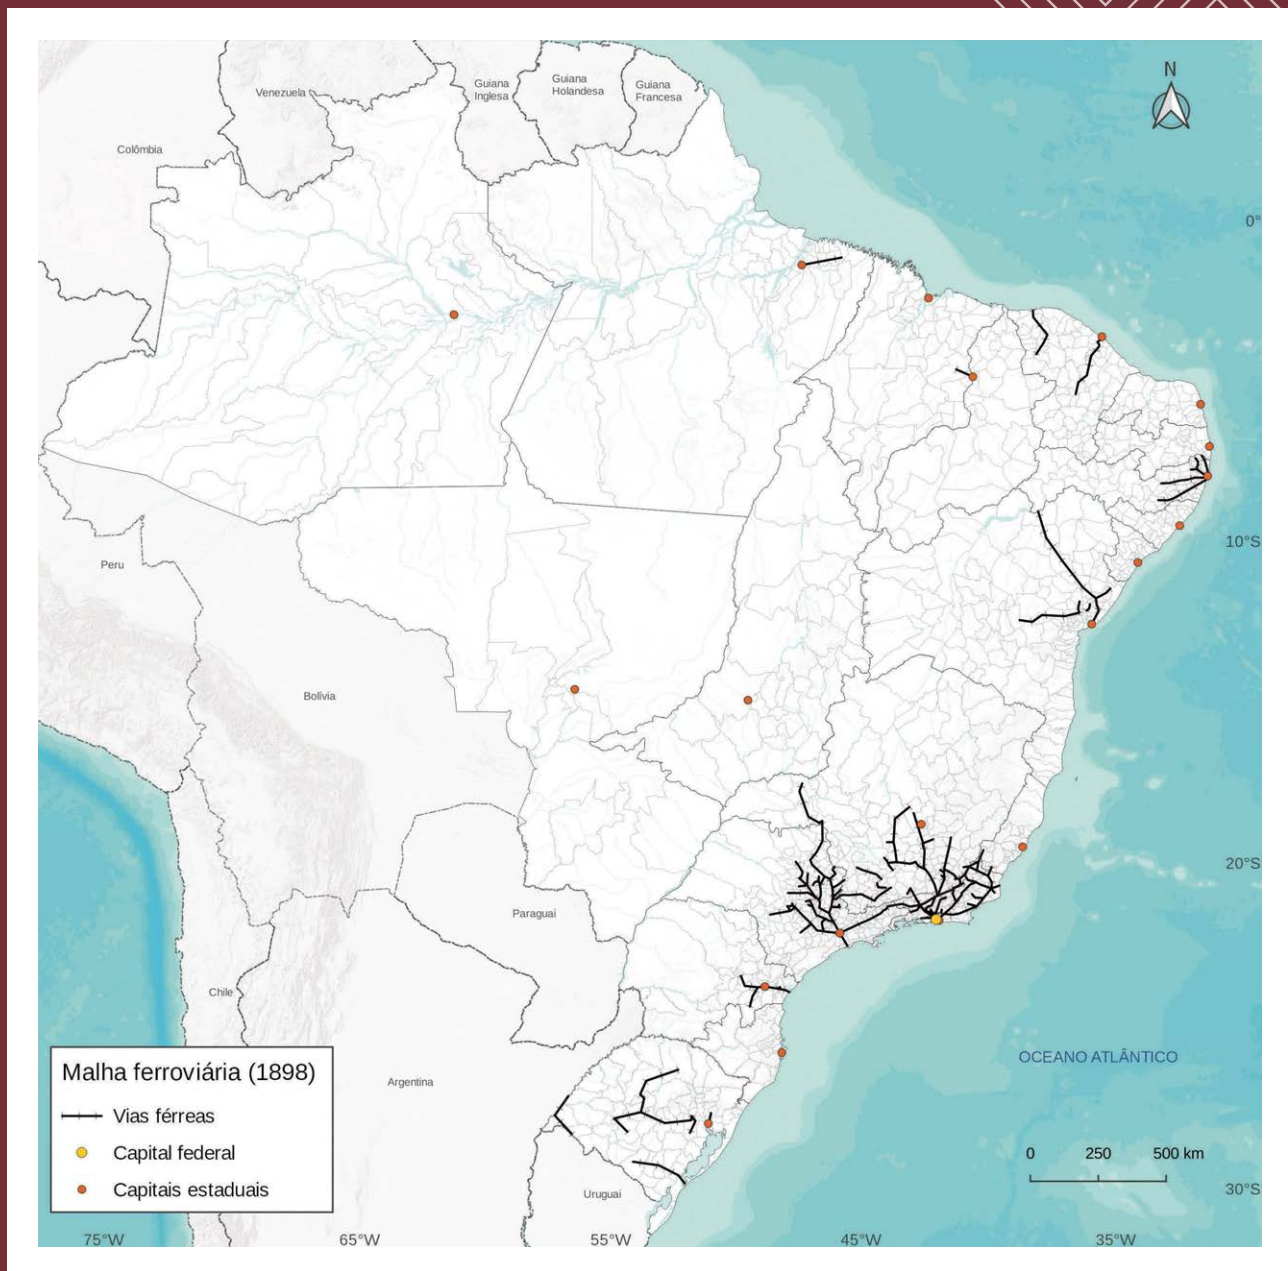 N
Venezuela
Guiana
Inglesa
Guiana
Holandesa
Guiana
Francesa
Colômbia
0°
10°S
Peru
Bolívia
20°S
Paraguai
Chile
OCEANO ATLÂNTICO
Argentina
Malha ferroviária (1898)
Vias férreas
Capital federal
Capitais estaduais
0 250 500 km
Uruguai
30°S
75°W 65°W 55°W 45°W 35°W